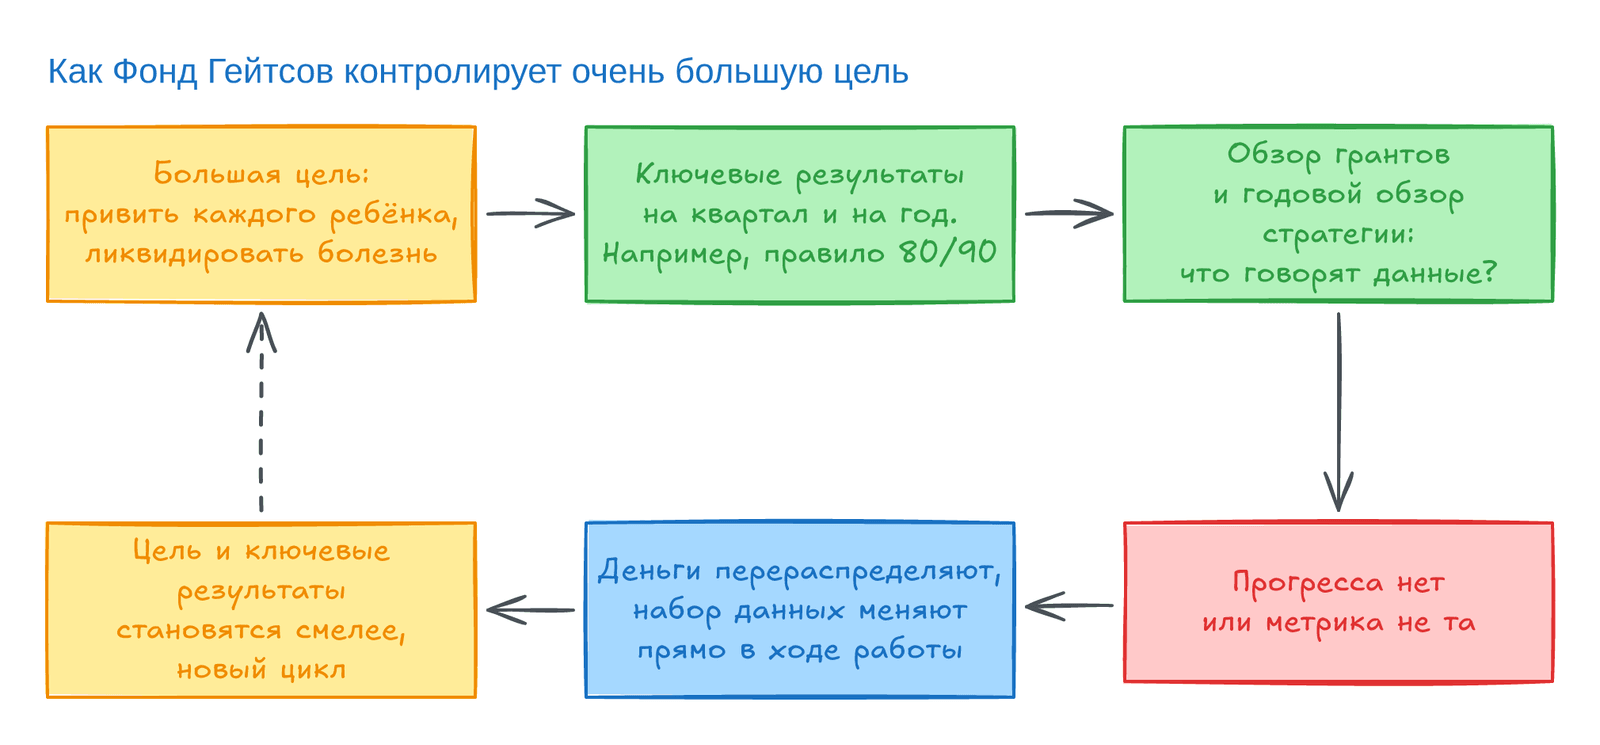 Как Фонд Гейтсов контролирует очень большую цель
Большая цель:
привить каждого ребёнка,
ликвидировать болезнь
Ключевые результаты
на квартал и на год.
Например, правило 80/90
Обзор грантов
и годовой обзор
стратегии:
что говорят данные?
Цель и ключевые
результаты
становятся смелее,
новый цикл
Деньги перераспределяют,
набор данных меняют
прямо в ходе работы
Прогресса нет
или метрика не та